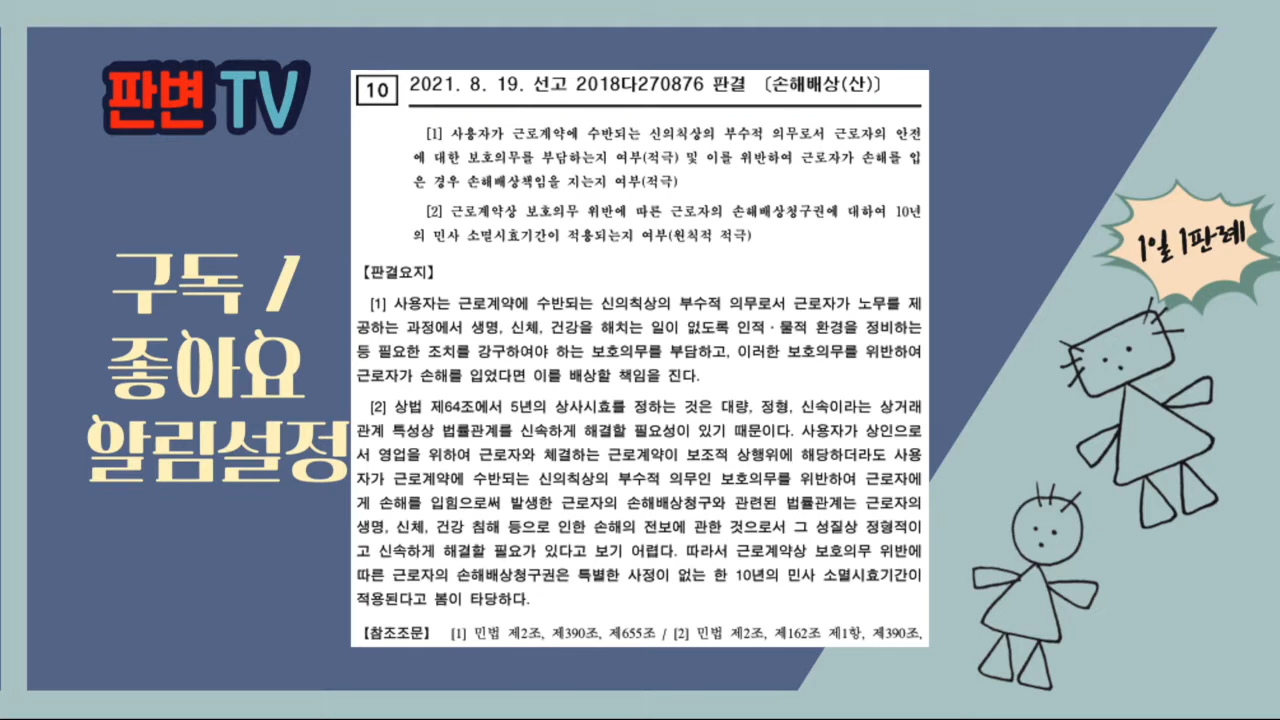 판변 TV
구독 /
좋아요
알림설정
10 2021. 8. 19. 선고 2018다270876 판결 〔손해배상(산)〕
[1] 사용자가 근로계약에 수반되는 신의칙상의 부수적 의무로서 근로자의 안전
에 대한 보호의무를 부담하는지 여부(적극) 및 이를 위반하여 근로자가 손해를 입
은 경우 손해배상책임을 지는지 여부(적극)
[2] 근로계약상 보호의무 위반에 따른 근로자의 손해배상청구권에 대하여 10년
의 민사 소멸시효기간이 적용되는지 여부(원칙적 적극)
【판결요지】
[1] 사용자는 근로계약에 수반되는 신의칙상의 부수적 의무로서 근로자가 노무를 제
공하는 과정에서 생명, 신체, 건강을 해치는 일이 없도록 인적·물적 환경을 정비하는
등 필요한 조치를 강구하여야 하는 보호의무를 부담하고, 이러한 보호의무를 위반하여
근로자가 손해를 입었다면 이를 배상할 책임을 진다.
[2] 상법 제64조에서 5년의 상사시효를 정하는 것은 대량, 정형, 신속이라는 상거래
관계 특성상 법률관계를 신속하게 해결할 필요성이 있기 때문이다. 사용자가 상인으로
서 영업을 위하여 근로자와 체결하는 근로계약이 보조적 상행위에 해당하더라도 사용
자가 근로계약에 수반되는 신의칙상의 부수적 의무인 보호의무를 위반하여 근로자에
게 손해를 입힘으로써 발생한 근로자의 손해배상청구와 관련된 법률관계는 근로자의
생명, 신체, 건강 침해 등으로 인한 손해의 전보에 관한 것으로서 그 성질상 정형적이
고 신속하게 해결할 필요가 있다고 보기 어렵다. 따라서 근로계약상 보호의무 위반에
따른 근로자의 손해배상청구권은 특별한 사정이 없는 한 10년의 민사 소멸시효기간이
적용된다고 봄이 타당하다.
【참조조문】 [1] 민법 제2조, 제390조, 제655조 / [2] 민법 제2조, 제162조 제1항, 제390조,
1일 1판례